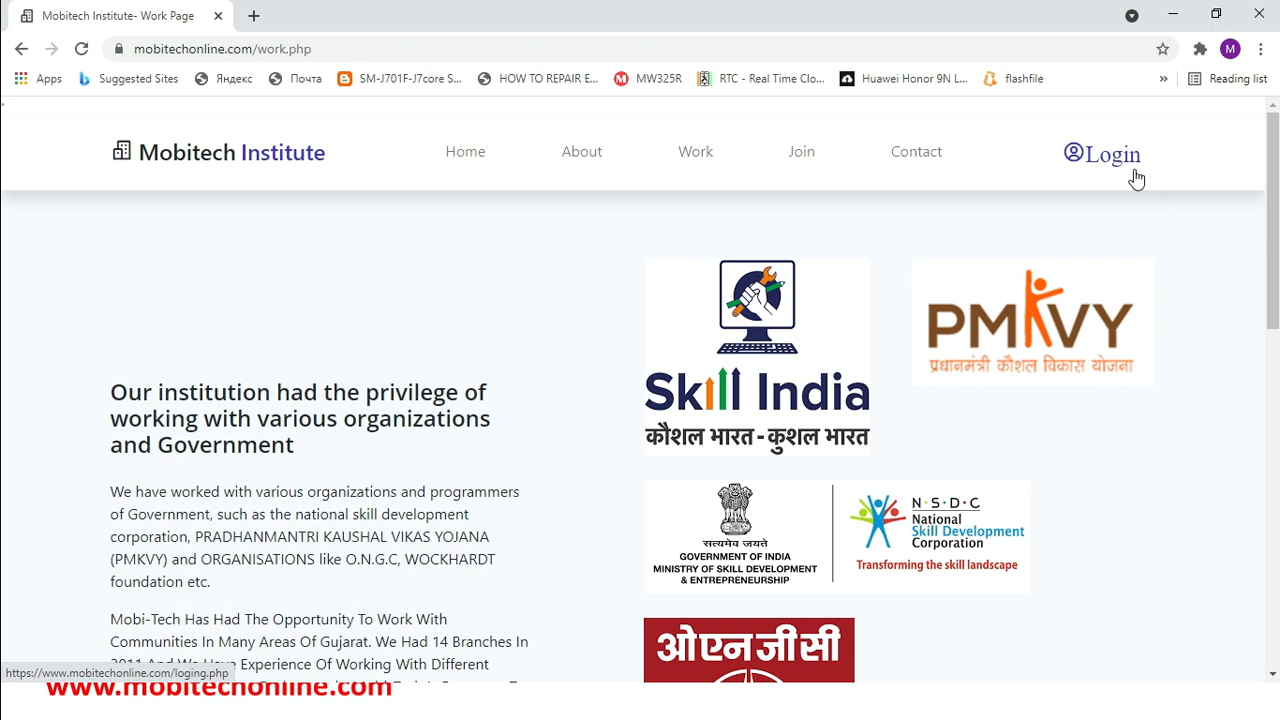 Mobitech Institute- Work Page
mobitechonline.com/work.php
M
Apps
Suggested Sites
Яндекс
Почта
SM-J701F-J7core S...
HOW TO REPAIR E...
MW325R
RTC - Real Time Clo...
Huawei Honor 9N L...
flashfile
»
Reading list
Mobitech Institute
Home
About
Work
Join
Contact
Login
Our institution had the privilege of
working with various organizations
and Government
We have worked with various organizations and programmers
of Government, such as the national skill development
corporation, PRADHANMANTRI KAUSHAL VIKAS YOJANA
(PMKVY) and ORGANISATIONS like O.N.G.C, WOCKHARDT
foundation etc.
Mobi-Tech Has Had The Opportunity To Work With
Communities In Many Areas Of Gujarat. We Had 14 Branches In
2011 And We Have Experience Of Working With Different
Skill India
कौशल भारत - कुशल भारत
PMKVY
प्रधानमंत्री कौशल विकास योजना
सत्यमेव जयते
GOVERNMENT OF INDIA
MINISTRY OF SKILL DEVELOPMENT
& ENTREPRENEURSHIP
N·S·D·C
National
Skill Development
Corporation
Transforming the skill landscape
ओएनजीसी
https://www.mobitechonline.com/loging.php
www.mobitechonline.com